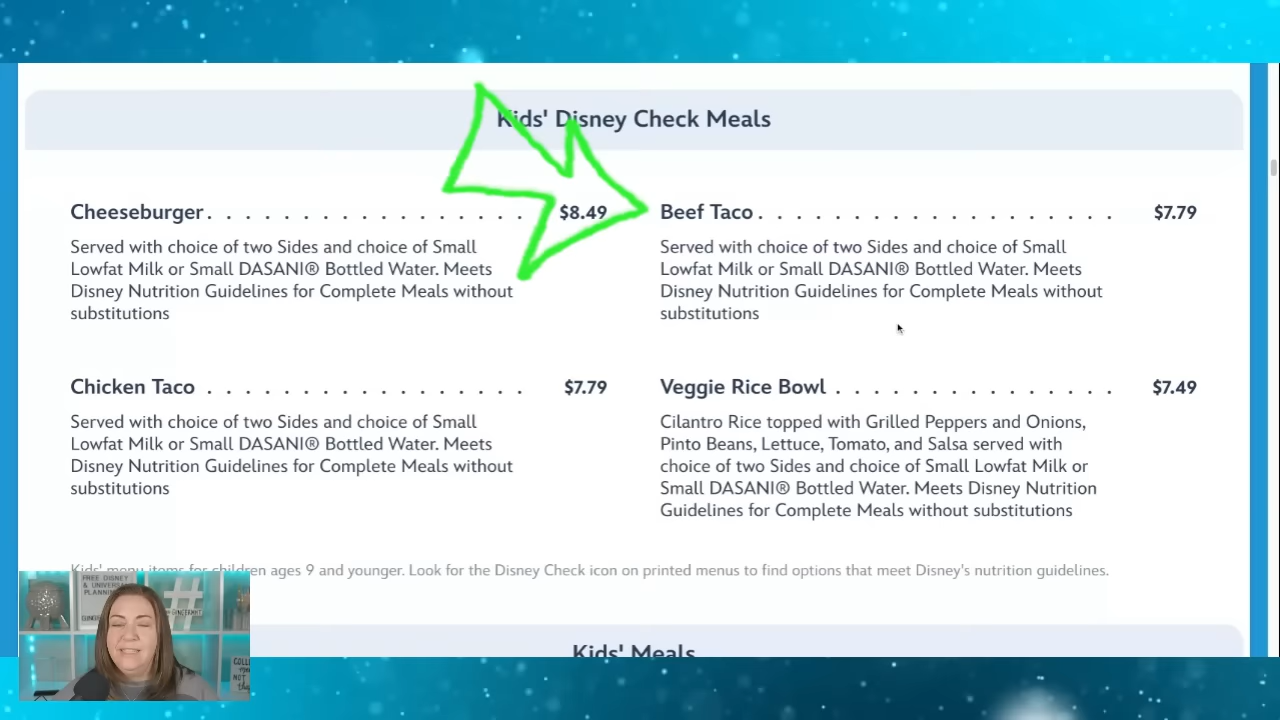 Kids' Disney Check Meals
Cheeseburger. . . . . . . . . . . . . . . . . $8.49
Served with choice of two Sides and choice of Small
Lowfat Milk or Small DASANI® Bottled Water. Meets
Disney Nutrition Guidelines for Complete Meals without
substitutions
Beef Taco . . . . . . . . . . . . . . . . . . . $7.79
Served with choice of two Sides and choice of Small
Lowfat Milk or Small DASANI® Bottled Water. Meets
Disney Nutrition Guidelines for Complete Meals without
substitutions
Chicken Taco . . . . . . . . . . . . . . . . . $7.79
Served with choice of two Sides and choice of Small
Lowfat Milk or Small DASANI® Bottled Water. Meets
Disney Nutrition Guidelines for Complete Meals without
substitutions
Veggie Rice Bowl . . . . . . . . . . . . . . . $7.49
Cilantro Rice topped with Grilled Peppers and Onions,
Pinto Beans, Lettuce, Tomato, and Salsa served with
choice of two Sides and choice of Small Lowfat Milk or
Small DASANI® Bottled Water. Meets Disney Nutrition
Guidelines for Complete Meals without substitutions
Kids' menu items for children ages 9 and younger. Look for the Disney Check icon on printed menus to find options that meet Disney's nutrition guidelines.
Kids' Meals
FREE DISNEY
& UNIVERSAL
#